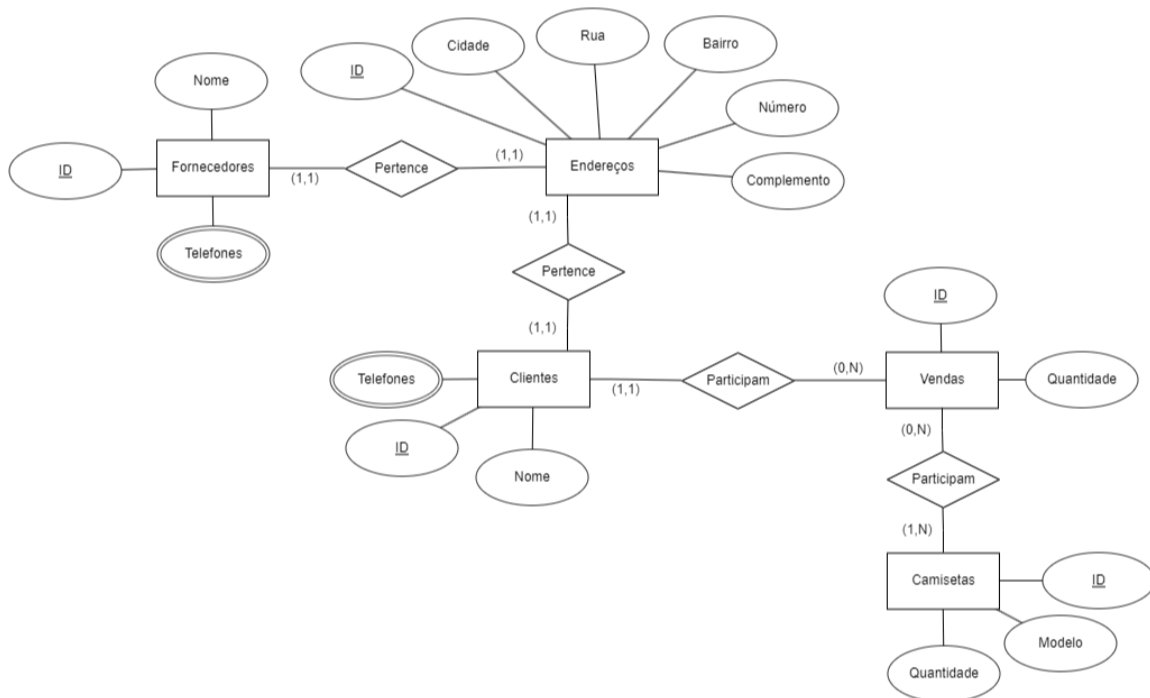 Rua
Cidade
Bairro
ID
Nome
Número
Fornecedores
(1,1)
Pertence
(1,1)
Endereços
ID
Complemento
Telefones
(1,1)
Pertence
ID
(1,1)
Telefones
Clientes
(1,1)
Participam
(0,N)
Vendas
Quantidade
ID
Nome
(0,N)
Participam
(1,N)
Camisetas
ID
Modelo
Quantidade